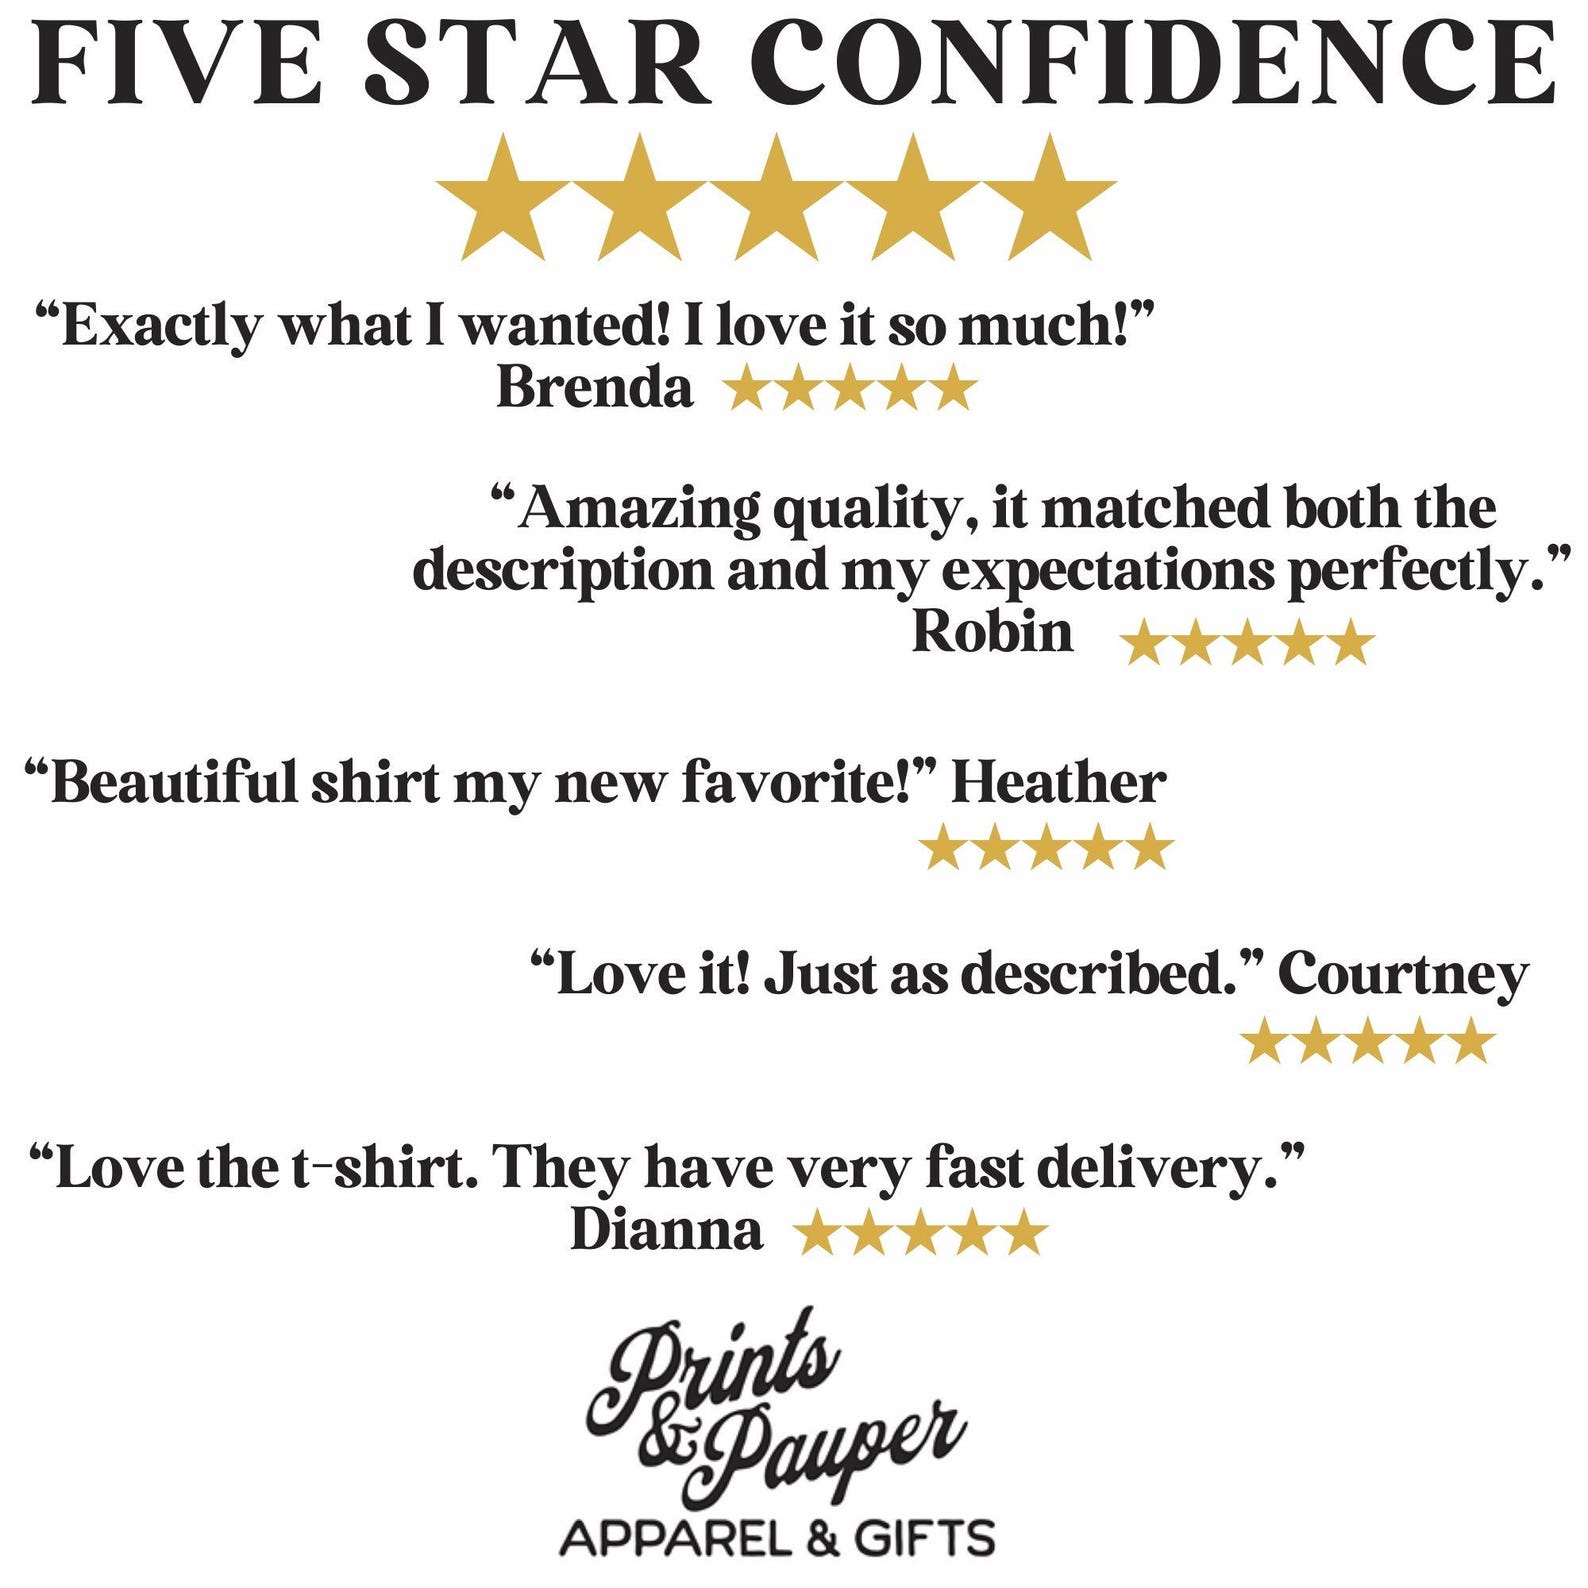 FIVE STAR CONFIDENCE
“Exactly what I wanted! I love it so much!”
Brenda
“Amazing quality, it matched both the
description and my expectations perfectly.”
Robin
“Beautiful shirt my new favorite!” Heather
“Love it! Just as described.” Courtney
“Love the t-shirt. They have very fast delivery.”
Dianna
Prints
& Pauper
APPAREL & GIFTS